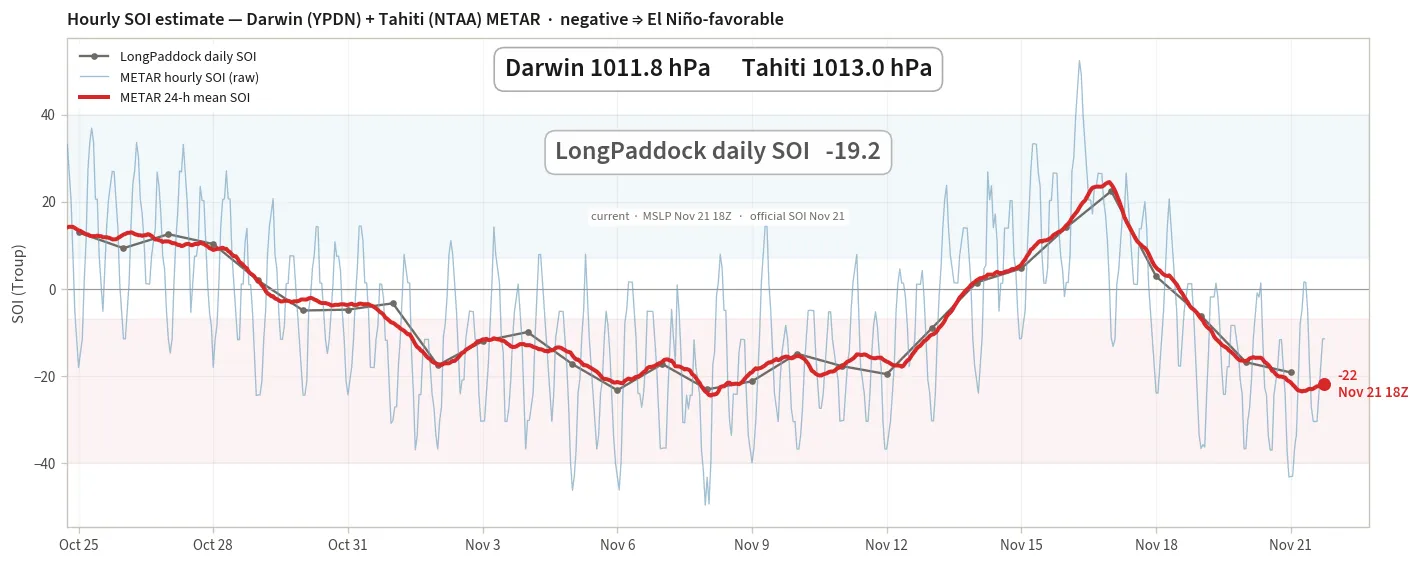 Hourly SOI estimate — Darwin (YPDN) + Tahiti (NTAA) METAR · negative ⇒ El Niño-favorable
LongPaddock daily SOI
METAR hourly SOI (raw)
METAR 24-h mean SOI
Darwin 1011.8 hPa Tahiti 1013.0 hPa
LongPaddock daily SOI -19.2
current · MSLP Nov 21 18Z · official SOI Nov 21
SOI (Troup)
40
20
0
−20
−40
-22
Nov 21 18Z
Oct 25 Oct 28 Oct 31 Nov 3 Nov 6 Nov 9 Nov 12 Nov 15 Nov 18 Nov 21